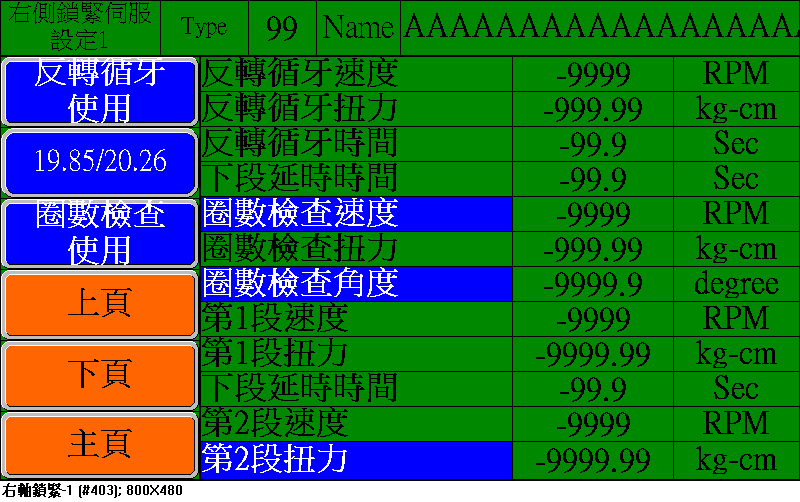 右側鎖緊伺服 Type 99 Name AAAAAAAAAAAAAAAAA
設定1
反轉循牙 反轉循牙速度 -9999 RPM
使用 反轉循牙扭力 -999.99 kg-cm
19.85/20.26 反轉循牙時間 -99.9 Sec
下段延時時間 -99.9 Sec
圈數檢查 圈數檢查速度 -9999 RPM
使用 圈數檢查扭力 -999.99 kg-cm
上頁 圈數檢查角度 -9999.9 degree
第1段速度 -9999 RPM
下頁 第1段扭力 -9999.99 kg-cm
下段延時時間 -99.9 Sec
主頁 第2段速度 -9999 RPM
第2段扭力 -9999.99 kg-cm
右軸鎖緊-1 (#403); 800X480